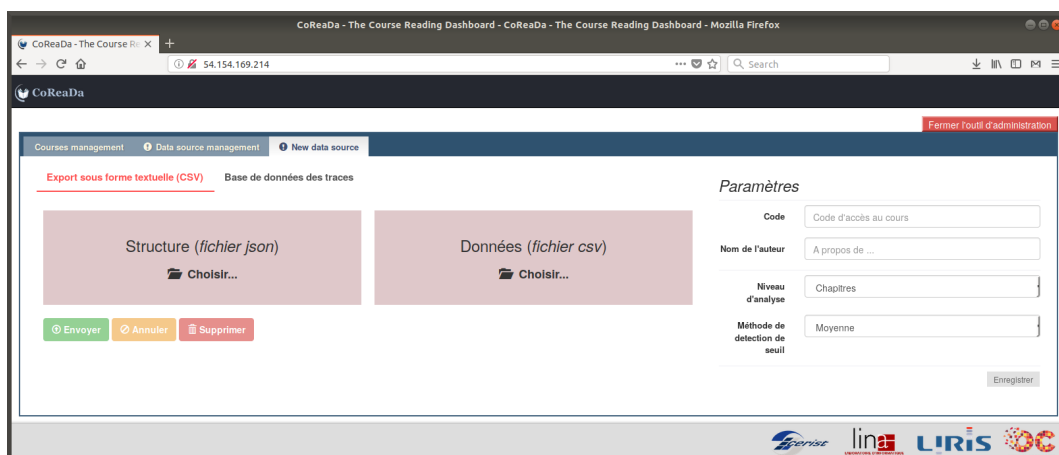 CoReaDa - The Course Reading Dashboard - CoReaDa - The Course Reading Dashboard - Mozilla Firefox
CoReaDa - The Course Re
54.154.169.214
Search
CoReaDa
Fermer l'outil d'administration
Courses management
Data source management
New data source
Export sous forme textuelle (CSV)
Base de données des traces
Structure (fichier json)
Choisir...
Données (fichier csv)
Choisir...
Envoyer
Annuler
Supprimer
Paramètres
Code
Code d'accès au cours
Nom de l'auteur
A propos de ...
Niveau
d'analyse
Chapitres
Méthode de
detection de
seuil
Moyenne
Enregistrer
cerist
lina
LIRIS
OC